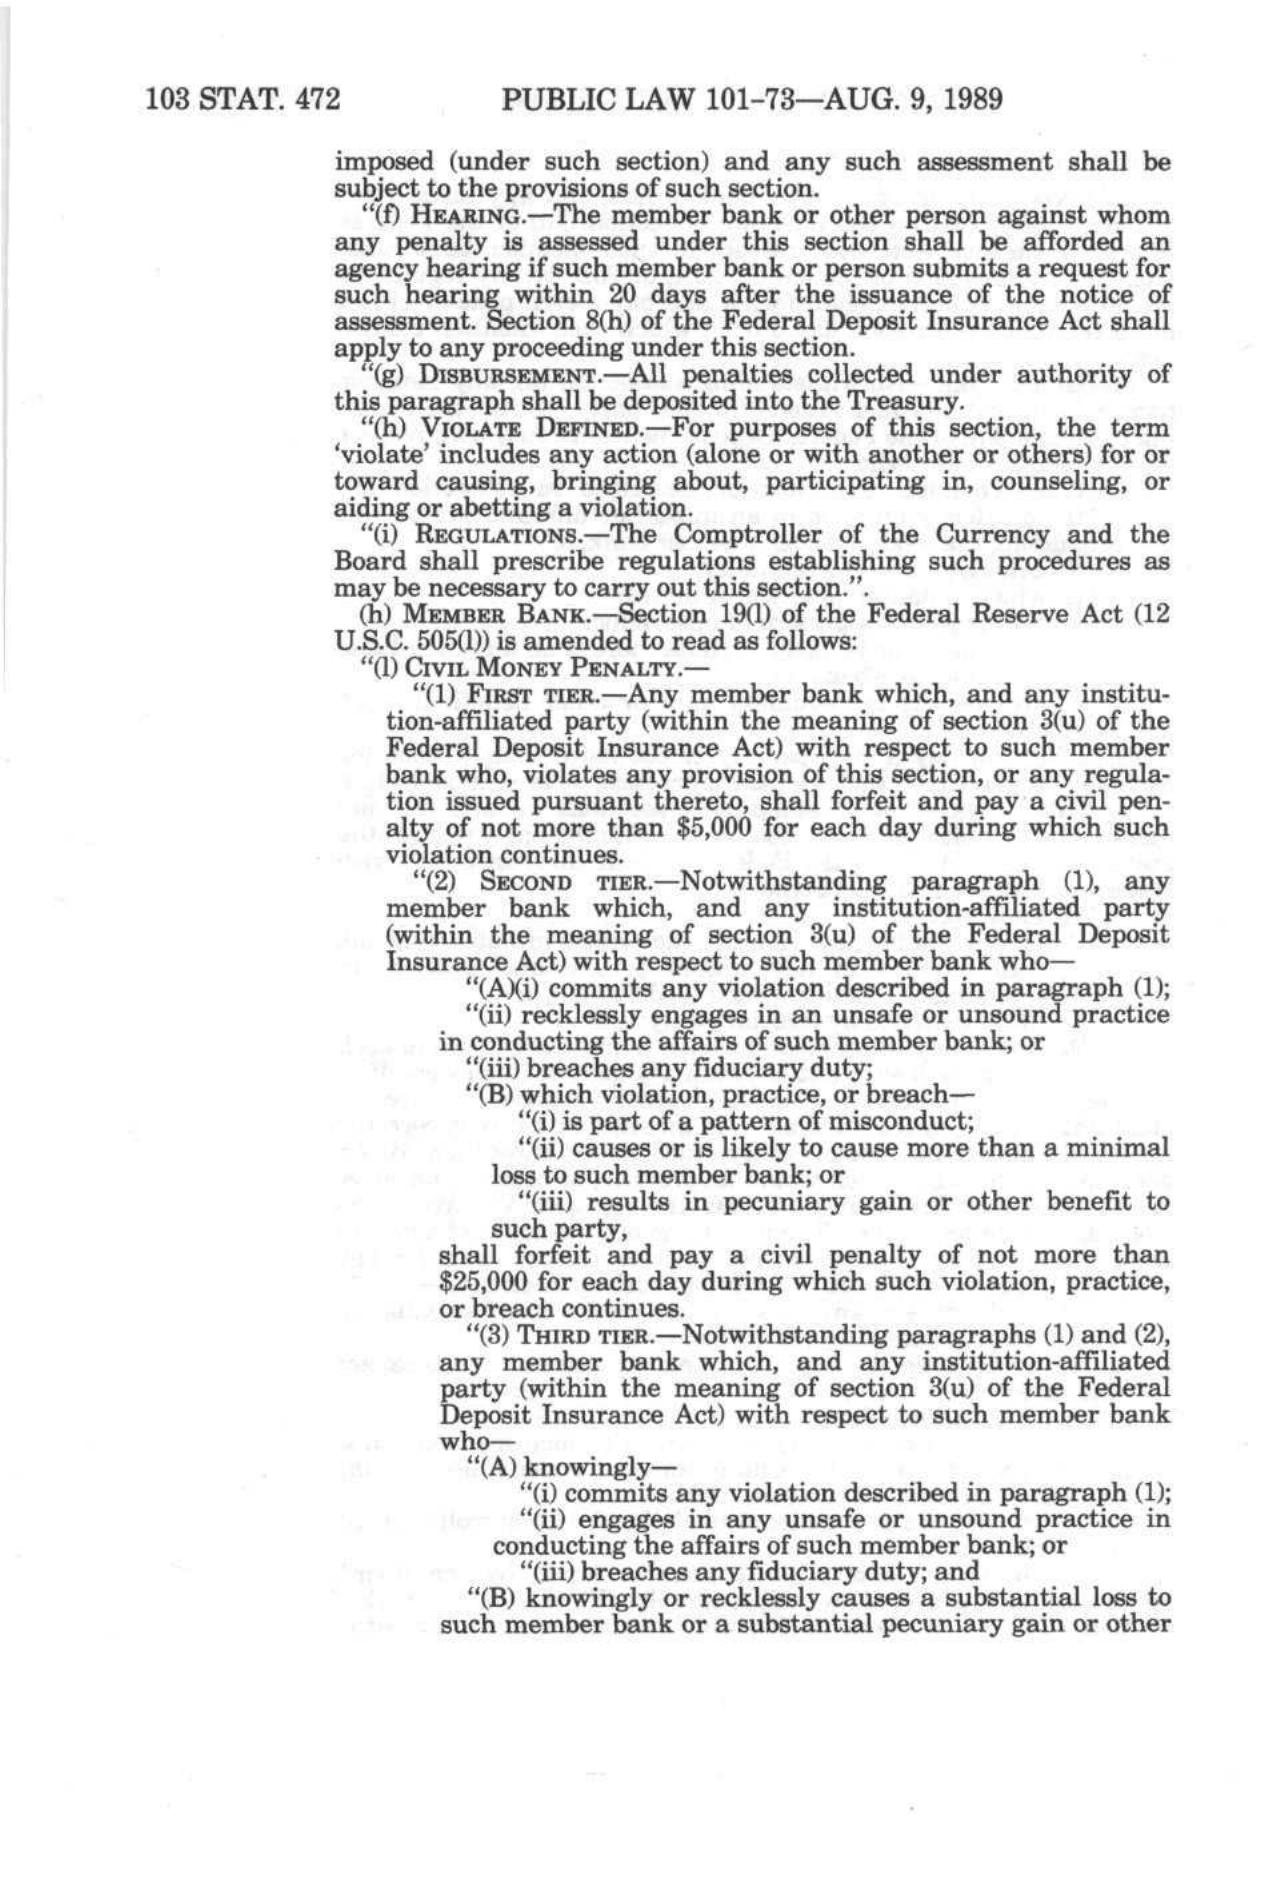 103 STAT. 472 PUBLIC LAW 101-73—AUG. 9, 1989
imposed (under such section) and any such assessment shall be
subject to the provisions of such section.
“(f) HEARING.—The member bank or other person against whom
any penalty is assessed under this section shall be afforded an
agency hearing if such member bank or person submits a request for
such hearing within 20 days after the issuance of the notice of
assessment. Section 8(h) of the Federal Deposit Insurance Act shall
apply to any proceeding under this section.
“(g) DISBURSEMENT.—All penalties collected under authority of
this paragraph shall be deposited into the Treasury.
“(h) VIOLATE DEFINED.—For purposes of this section, the term
‘violate’ includes any action (alone or with another or others) for or
toward causing, bringing about, participating in, counseling, or
aiding or abetting a violation.
“(i) REGULATIONS.—The Comptroller of the Currency and the
Board shall prescribe regulations establishing such procedures as
may be necessary to carry out this section.”.
(h) MEMBER BANK.—Section 19(l) of the Federal Reserve Act (12
U.S.C. 505(l)) is amended to read as follows:
“(l) CIVIL MONEY PENALTY.—
“(1) FIRST TIER.—Any member bank which, and any institu-
tion-affiliated party (within the meaning of section 3(u) of the
Federal Deposit Insurance Act) with respect to such member
bank who, violates any provision of this section, or any regula-
tion issued pursuant thereto, shall forfeit and pay a civil pen-
alty of not more than $5,000 for each day during which such
violation continues.
“(2) SECOND TIER.—Notwithstanding paragraph (1), any
member bank which, and any institution-affiliated party
(within the meaning of section 3(u) of the Federal Deposit
Insurance Act) with respect to such member bank who—
“(A)(i) commits any violation described in paragraph (1);
“(ii) recklessly engages in an unsafe or unsound practice
in conducting the affairs of such member bank; or
“(iii) breaches any fiduciary duty;
“(B) which violation, practice, or breach—
“(i) is part of a pattern of misconduct;
“(ii) causes or is likely to cause more than a minimal
loss to such member bank; or
“(iii) results in pecuniary gain or other benefit to
such party,
shall forfeit and pay a civil penalty of not more than
$25,000 for each day during which such violation, practice,
or breach continues.
“(3) THIRD TIER.—Notwithstanding paragraphs (1) and (2),
any member bank which, and any institution-affiliated
party (within the meaning of section 3(u) of the Federal
Deposit Insurance Act) with respect to such member bank
who—
“(A) knowingly—
“(i) commits any violation described in paragraph (1);
“(ii) engages in any unsafe or unsound practice in
conducting the affairs of such member bank; or
“(iii) breaches any fiduciary duty; and
“(B) knowingly or recklessly causes a substantial loss to
such member bank or a substantial pecuniary gain or other